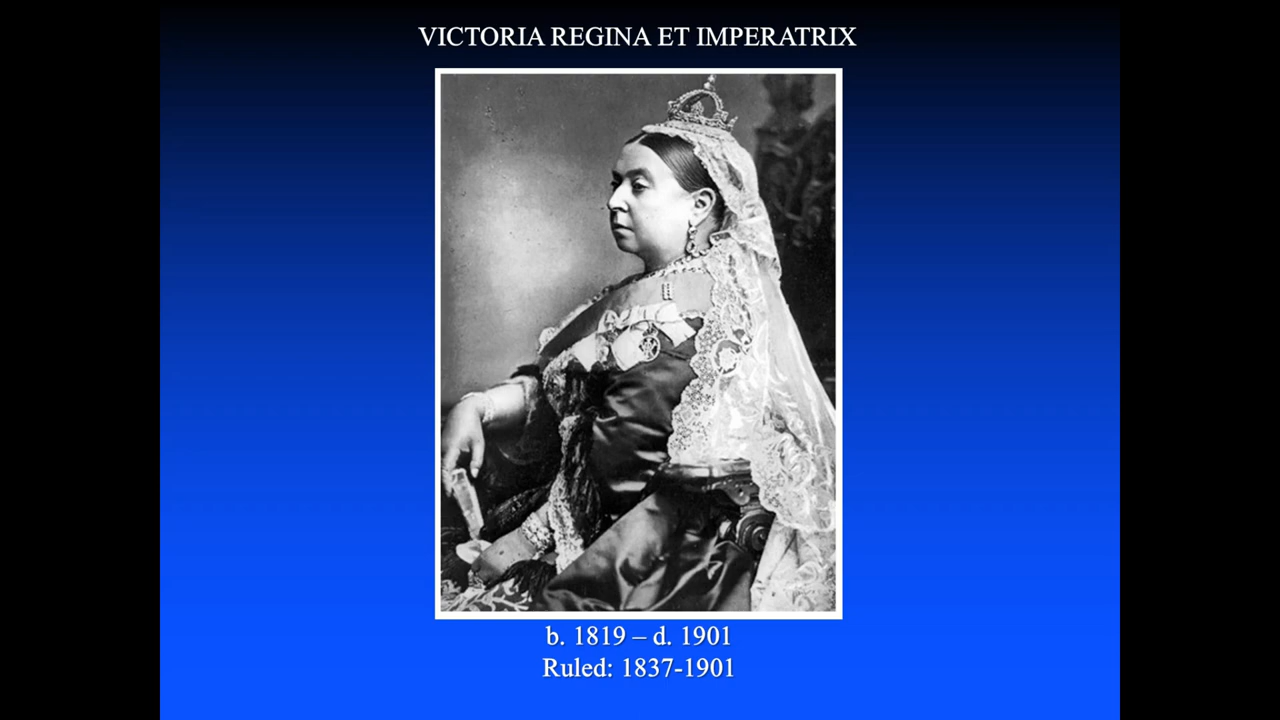 VICTORIA REGINA ET IMPERATRIX
b. 1819 – d. 1901
Ruled: 1837-1901